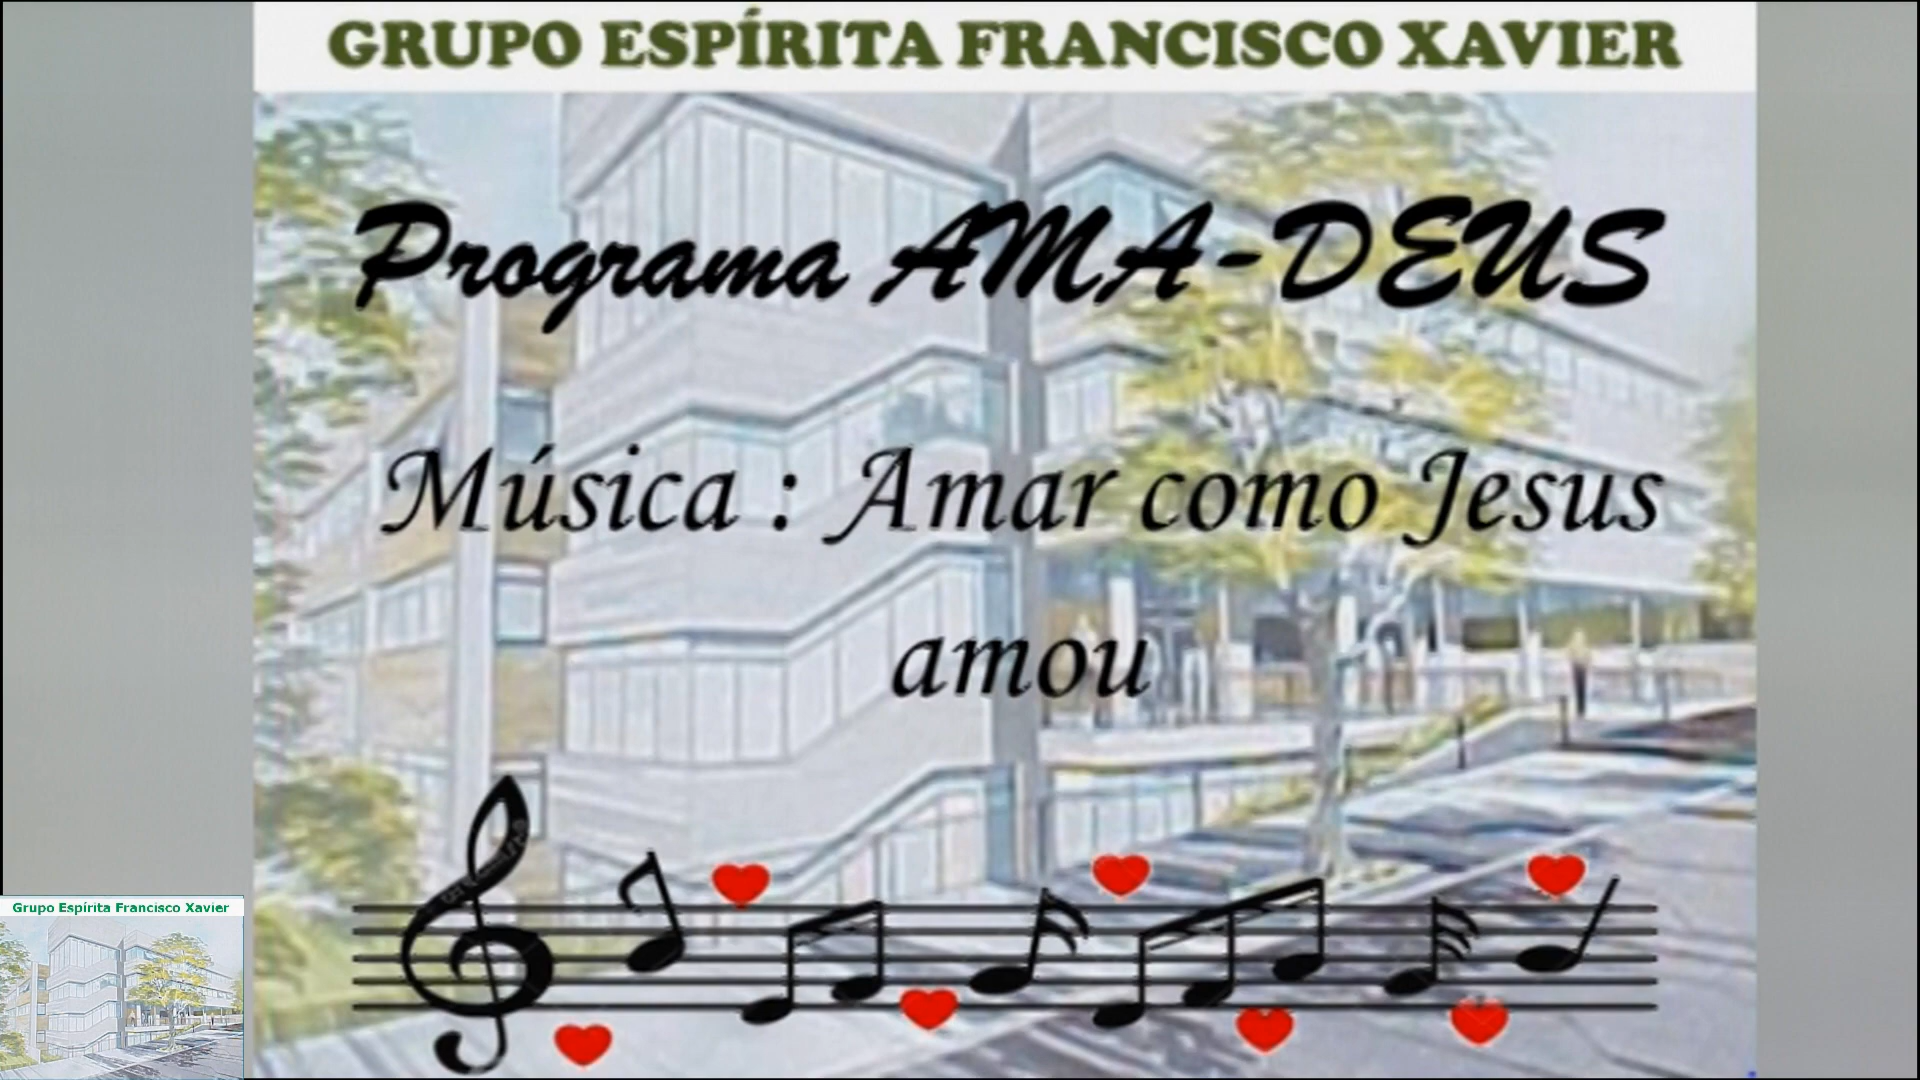 GRUPO ESPÍRITA FRANCISCO XAVIER
Programa AMA-DEUS
Música : Amar como Jesus
amou
Grupo Espírita Francisco Xavier